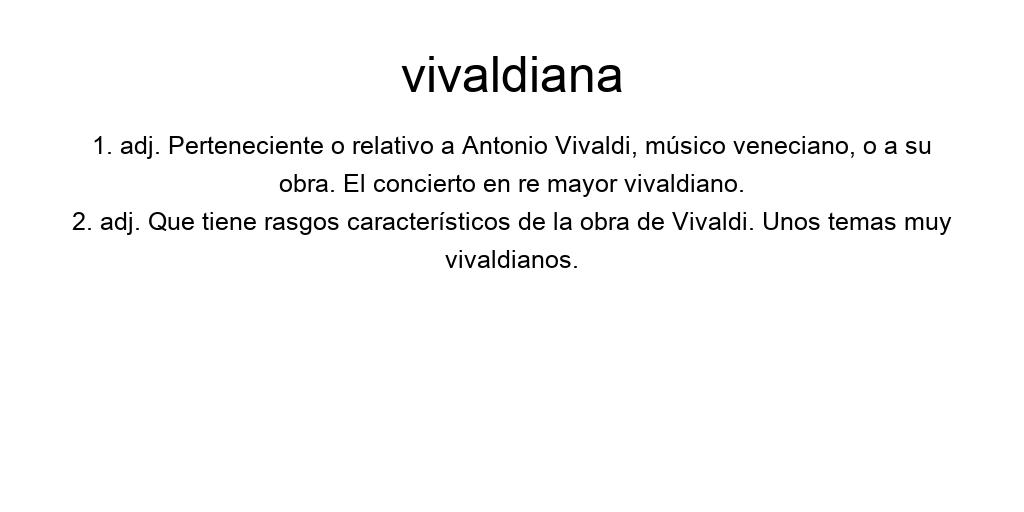 vivaldiana
1. adj. Perteneciente o relativo a Antonio Vivaldi, músico veneciano, o a su
obra. El concierto en re mayor vivaldiano.
2. adj. Que tiene rasgos característicos de la obra de Vivaldi. Unos temas muy
vivaldianos.